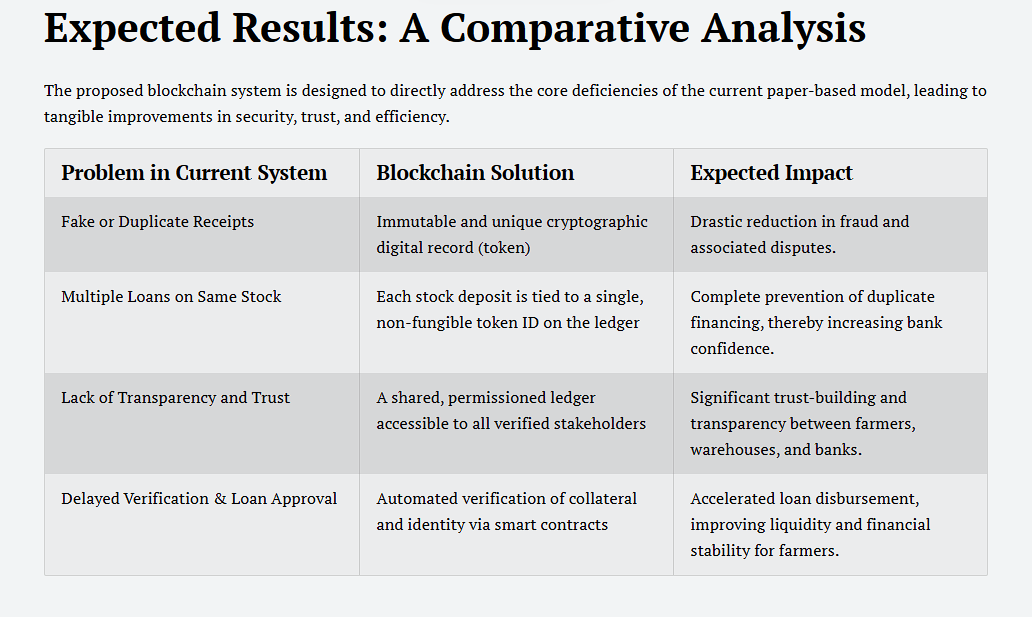 Expected Results: A Comparative Analysis
The proposed blockchain system is designed to directly address the core deficiencies of the current paper-based model, leading to
tangible improvements in security, trust, and efficiency.
Problem in Current System
Blockchain Solution
Expected Impact
Fake or Duplicate Receipts
Immutable and unique cryptographic
digital record (token)
Drastic reduction in fraud and
associated disputes.
Multiple Loans on Same Stock
Each stock deposit is tied to a single,
non-fungible token ID on the ledger
Complete prevention of duplicate
financing, thereby increasing bank
confidence.
Lack of Transparency and Trust
A shared, permissioned ledger
accessible to all verified stakeholders
Significant trust-building and
transparency between farmers,
warehouses, and banks.
Delayed Verification & Loan Approval
Automated verification of collateral
and identity via smart contracts
Accelerated loan disbursement,
improving liquidity and financial
stability for farmers.